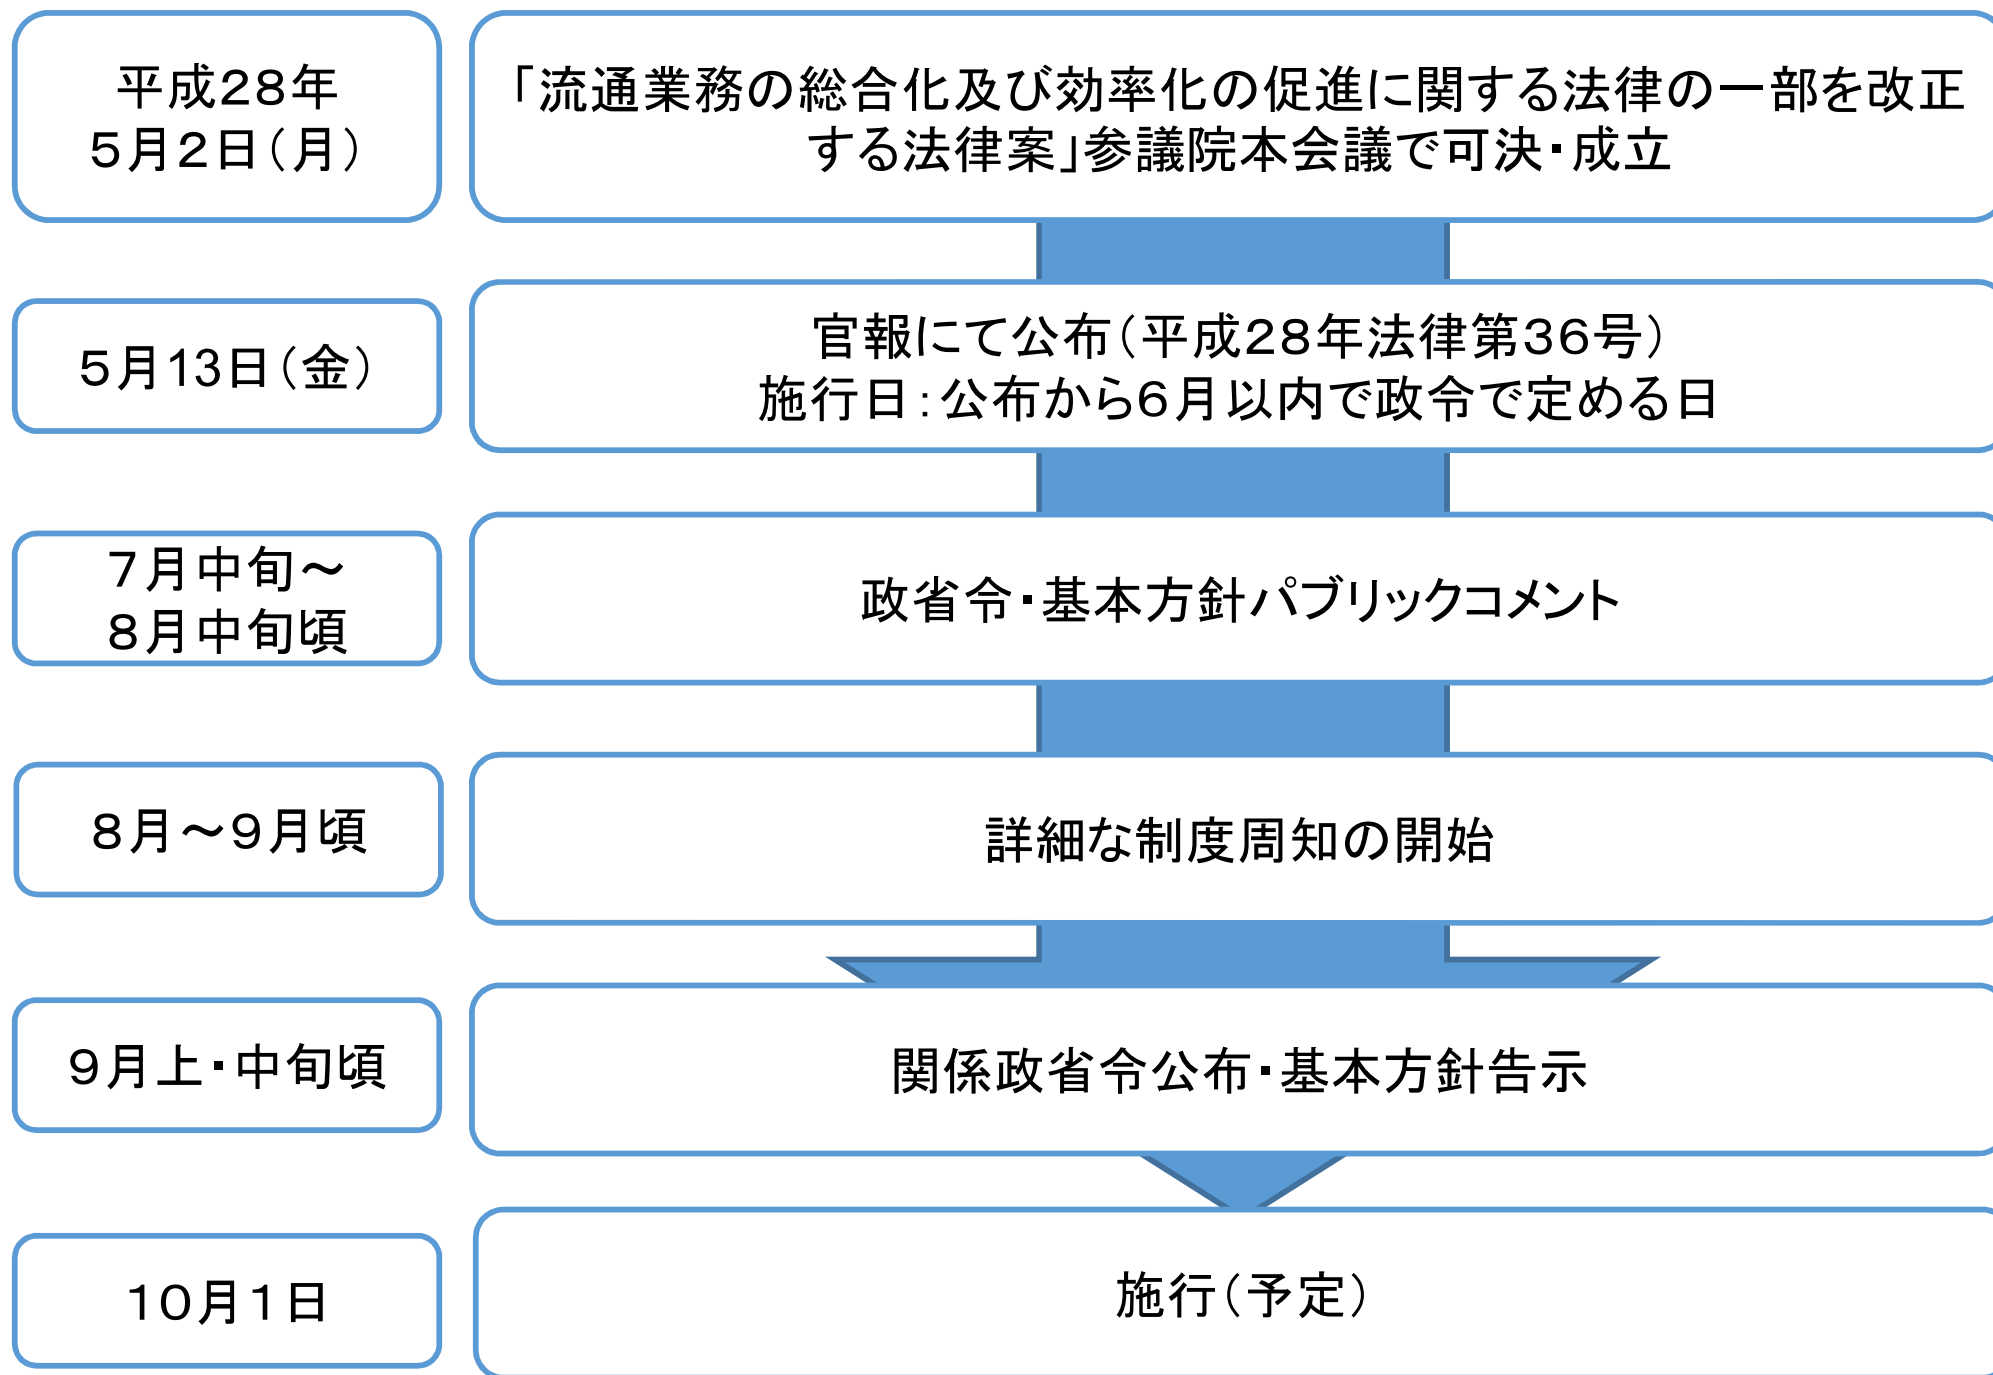 平成28年
5月2日(月)
「流通業務の総合化及び効率化の促進に関する法律の一部を改正
する法律案」参議院本会議で可決・成立
5月13日(金)
官報にて公布(平成28年法律第36号)
施行日:公布から6月以内で政令で定める日
7月中旬～
8月中旬頃
政省令・基本方針パブリックコメント
8月～9月頃
詳細な制度周知の開始
9月上・中旬頃
関係政省令公布・基本方針告示
10月1日
施行(予定)